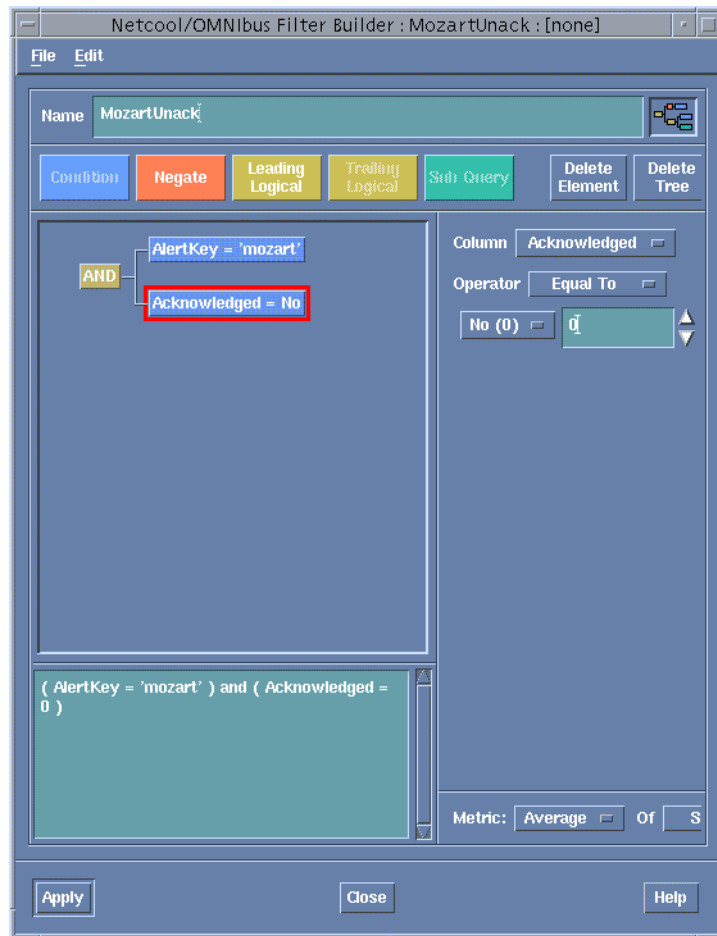 Netcool/OMNIbus Filter Builder : MozartUnack : [none]
File Edit
Name MozartUnack
Condition Negate Leading Logical Trailing Logical Sub Query Delete Element Delete Tree
AND
AlertKey = 'mozart'
Acknowledged = No
Column Acknowledged
Operator Equal To
No (0) 0
( AlertKey = 'mozart' ) and ( Acknowledged =
0 )
Metric: Average Of S
Apply Close Help